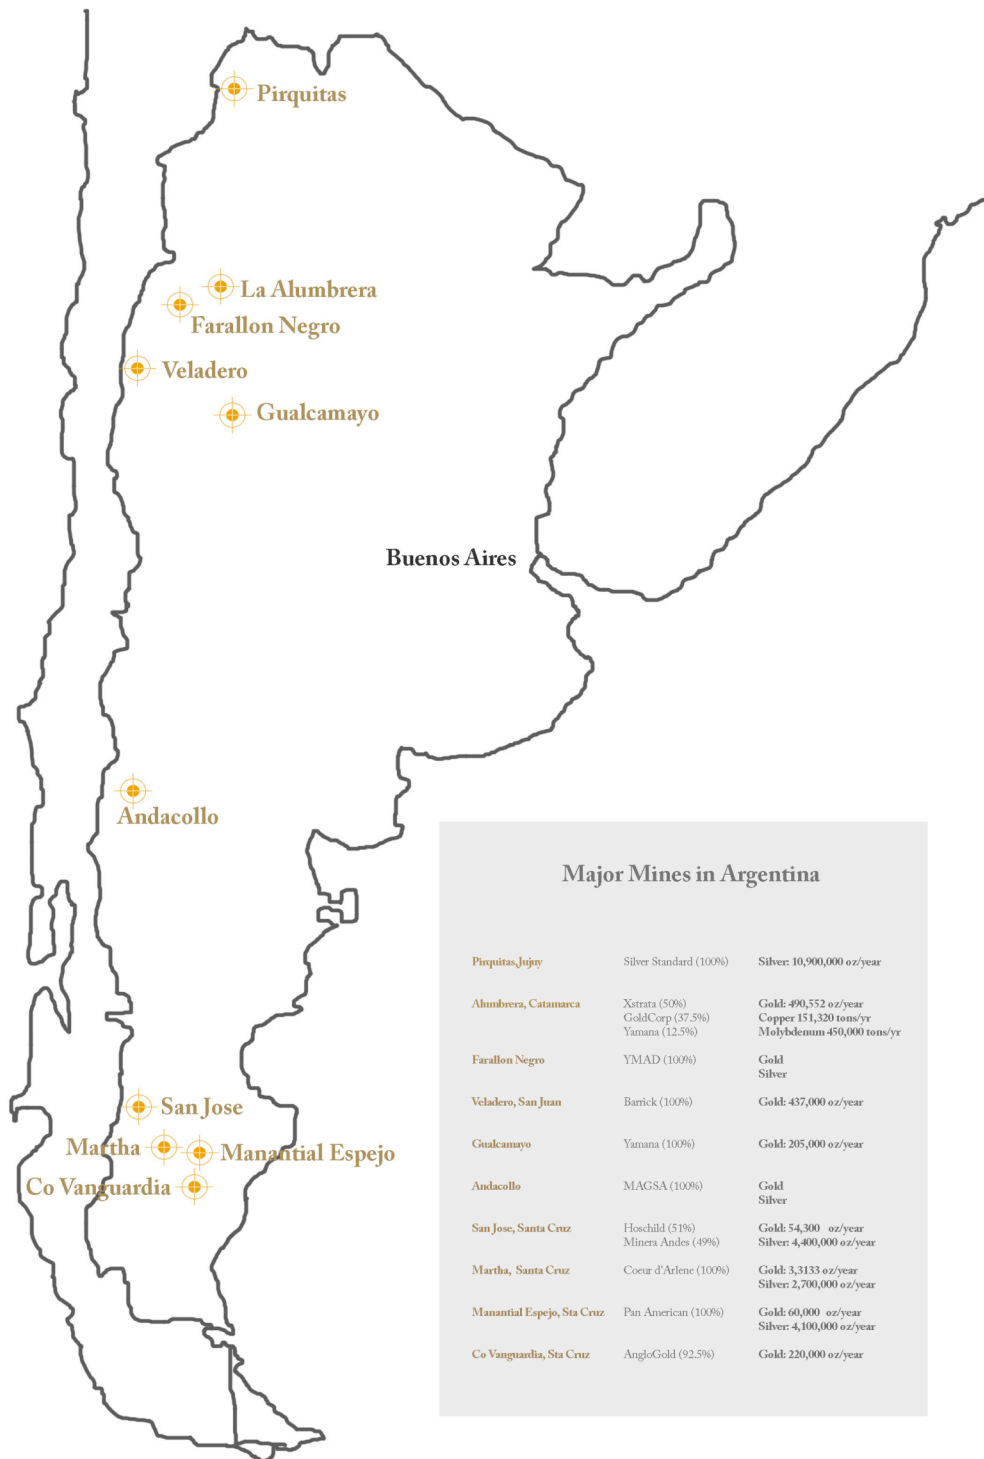 Pirquitas
La Alumbrera
Farallon Negro
Veladero
Gualcamayo
Buenos Aires
Andacollo
San Jose
Martha
Manantial Espejo
Co Vanguardia
Major Mines in Argentina
Pirquitas,Jujuy Silver Standard (100%) Silver: 10,900,000 oz/year
Alumbrera, Catamarca Xstrata (50%) Gold: 490,552 oz/year
GoldCorp (37.5%) Copper 151,320 tons/yr
Yamana (12.5%) Molybdenum 450,000 tons/yr
Farallon Negro YMAD (100%) Gold
Silver
Veladero, San Juan Barrick (100%) Gold: 437,000 oz/year
Gualcamayo Yamana (100%) Gold: 205,000 oz/year
Andacollo MAGSA (100%) Gold
Silver
San Jose, Santa Cruz Hoschild (51%) Gold: 54,300 oz/year
Minera Andes (49%) Silver: 4,400,000 oz/year
Martha, Santa Cruz Coeur d'Arlene (100%) Gold: 3,3133 oz/year
Silver: 2,700,000 oz/year
Manantial Espejo, Sta Cruz Pan American (100%) Gold: 60,000 oz/year
Silver: 4,100,000 oz/year
Co Vanguardia, Sta Cruz AngloGold (92.5%) Gold: 220,000 oz/year